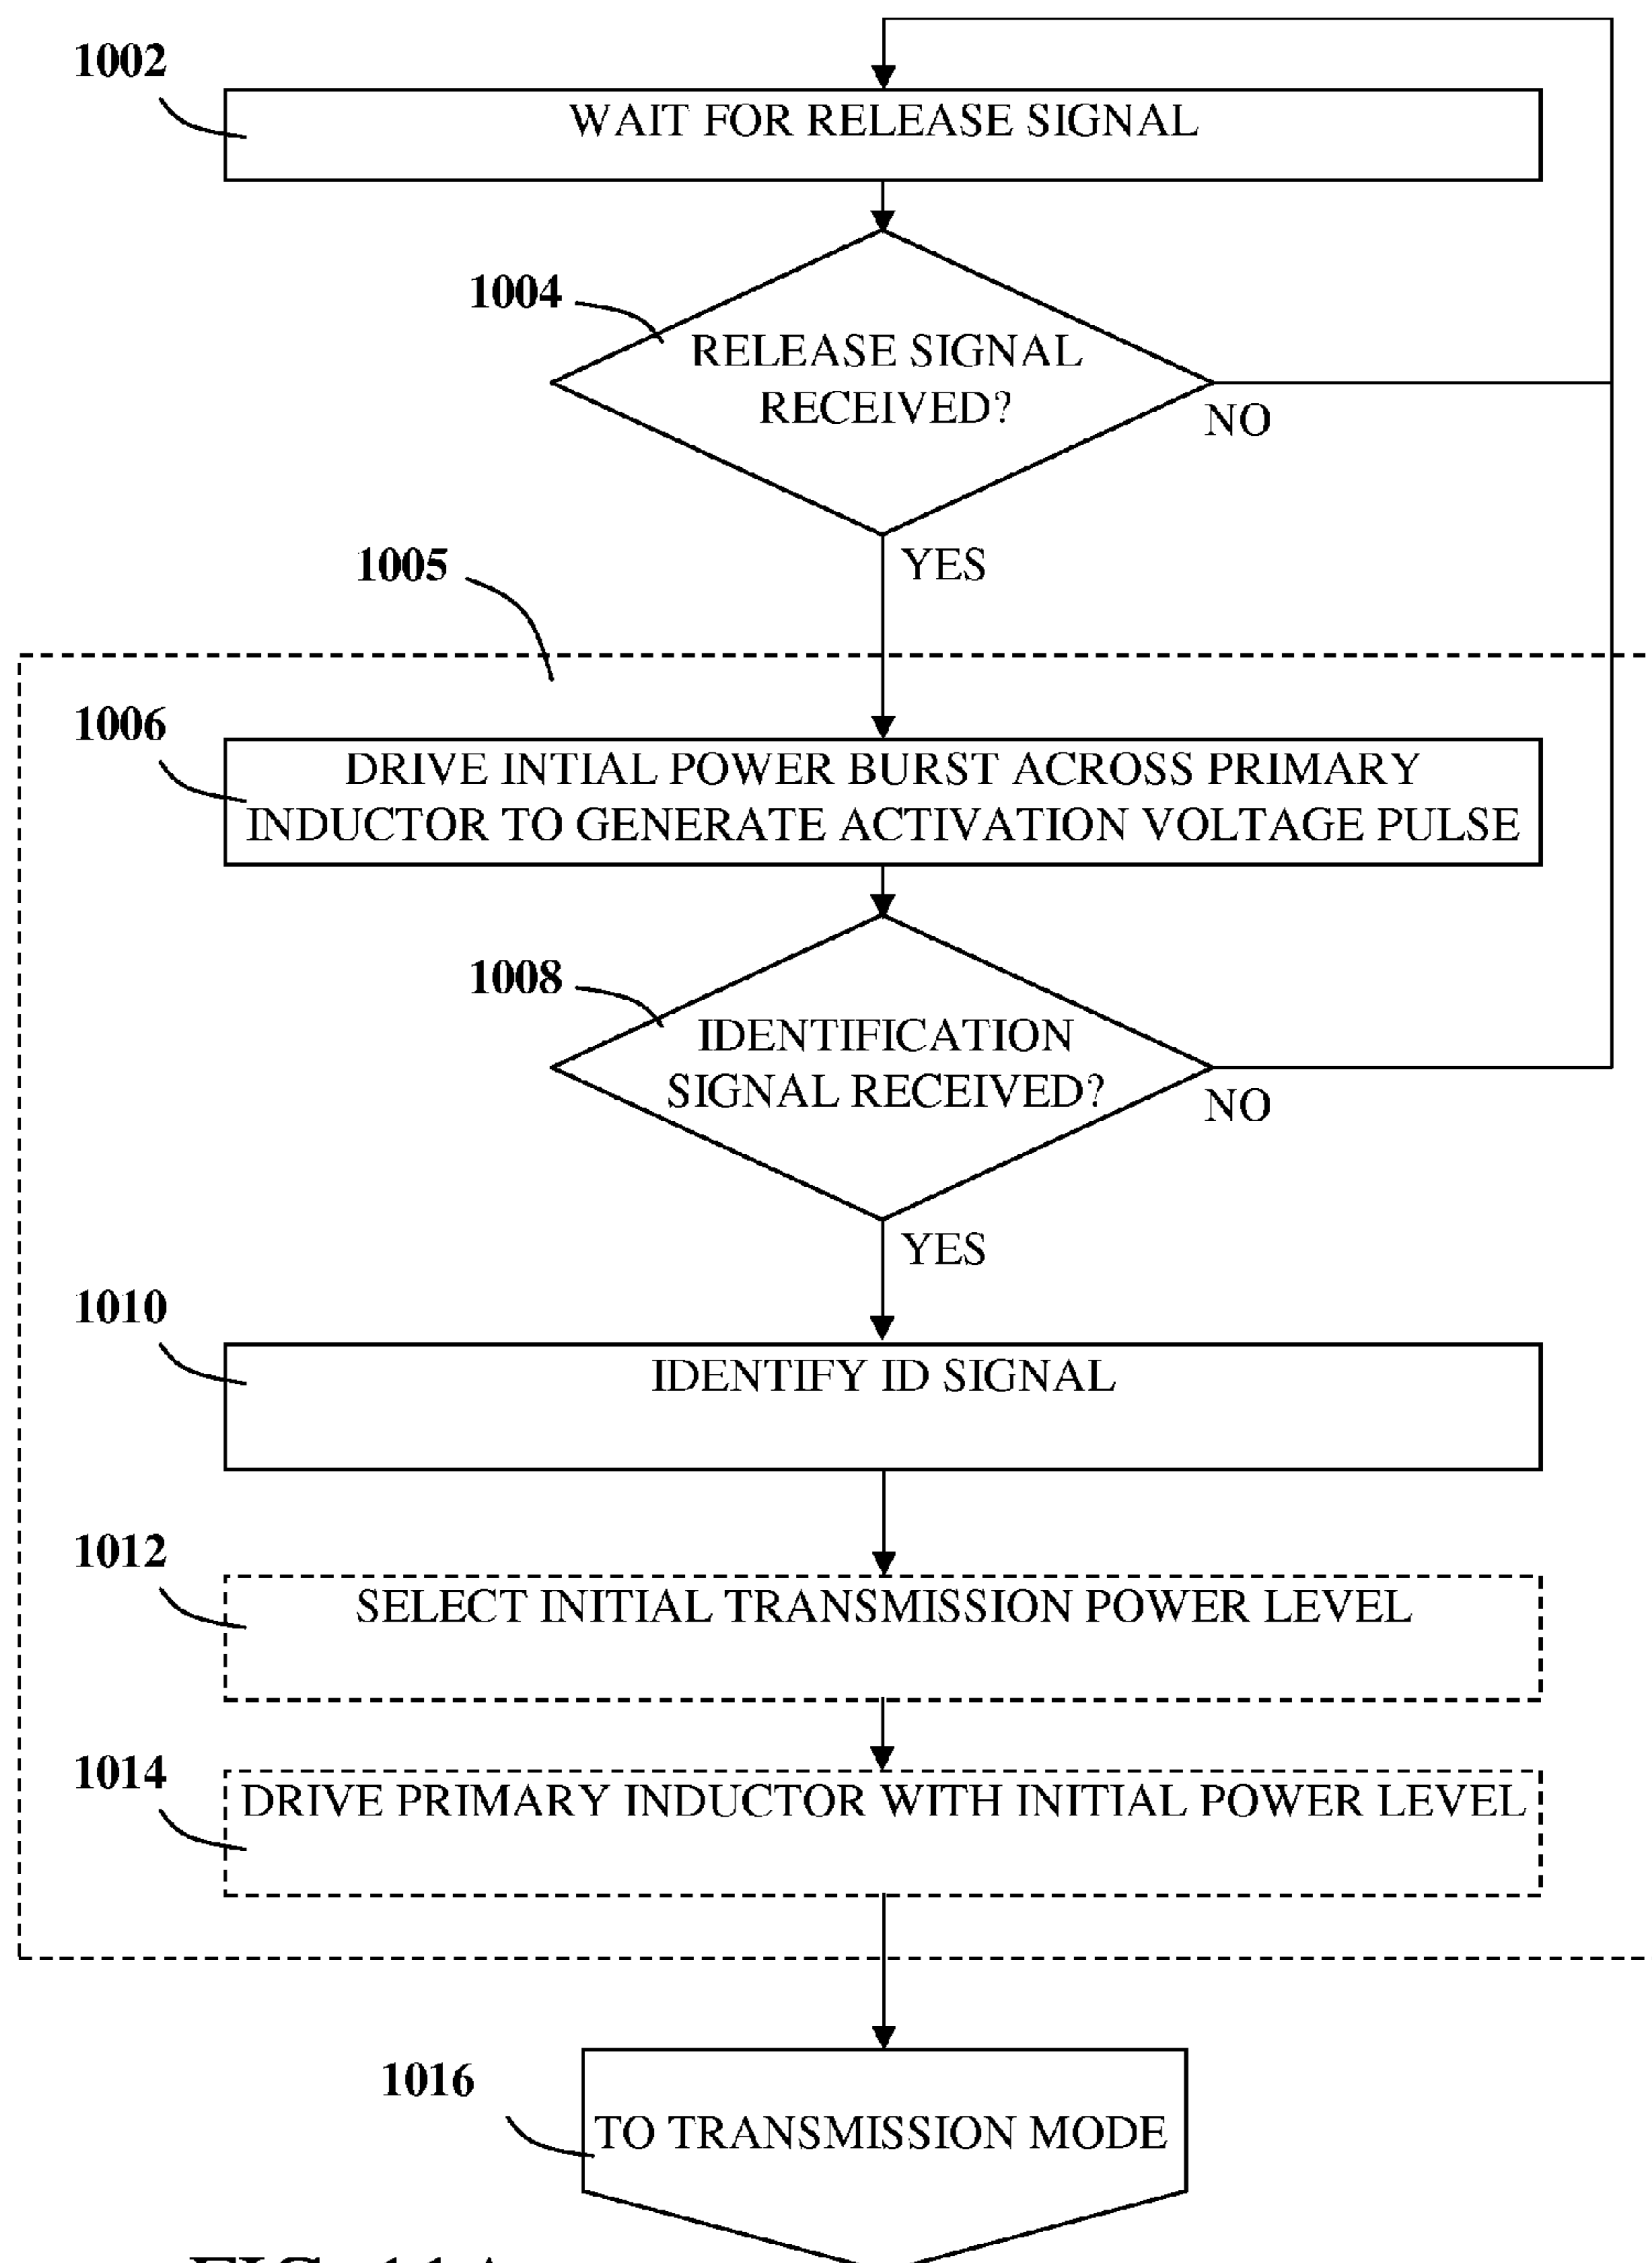 1002
WAIT FOR RELEASE SIGNAL
1004
RELEASE SIGNAL
RECEIVED?
NO
YES
1005
1006
DRIVE INTIAL POWER BURST ACROSS PRIMARY
INDUCTOR TO GENERATE ACTIVATION VOLTAGE PULSE
1008
IDENTIFICATION
SIGNAL RECEIVED?
NO
YES
1010
IDENTIFY ID SIGNAL
1012
SELECT INITIAL TRANSMISSION POWER LEVEL
1014
DRIVE PRIMARY INDUCTOR WITH INITIAL POWER LEVEL
1016
TO TRANSMISSION MODE